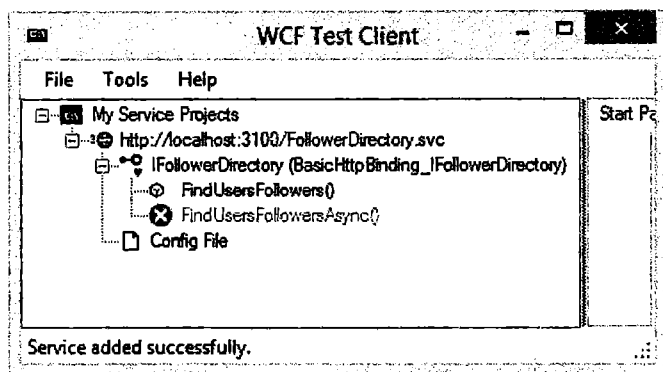 WCF Test Client
File Tools Help
My Service Projects
http://localhost:3100/FollowerDirectory.svc
IFollowerDirectory (BasicHttpBinding_IFollowerDirectory)
FindUsersFollowers()
FindUsersFollowersAsync()
Config File
Start Pa
Service added successfully.